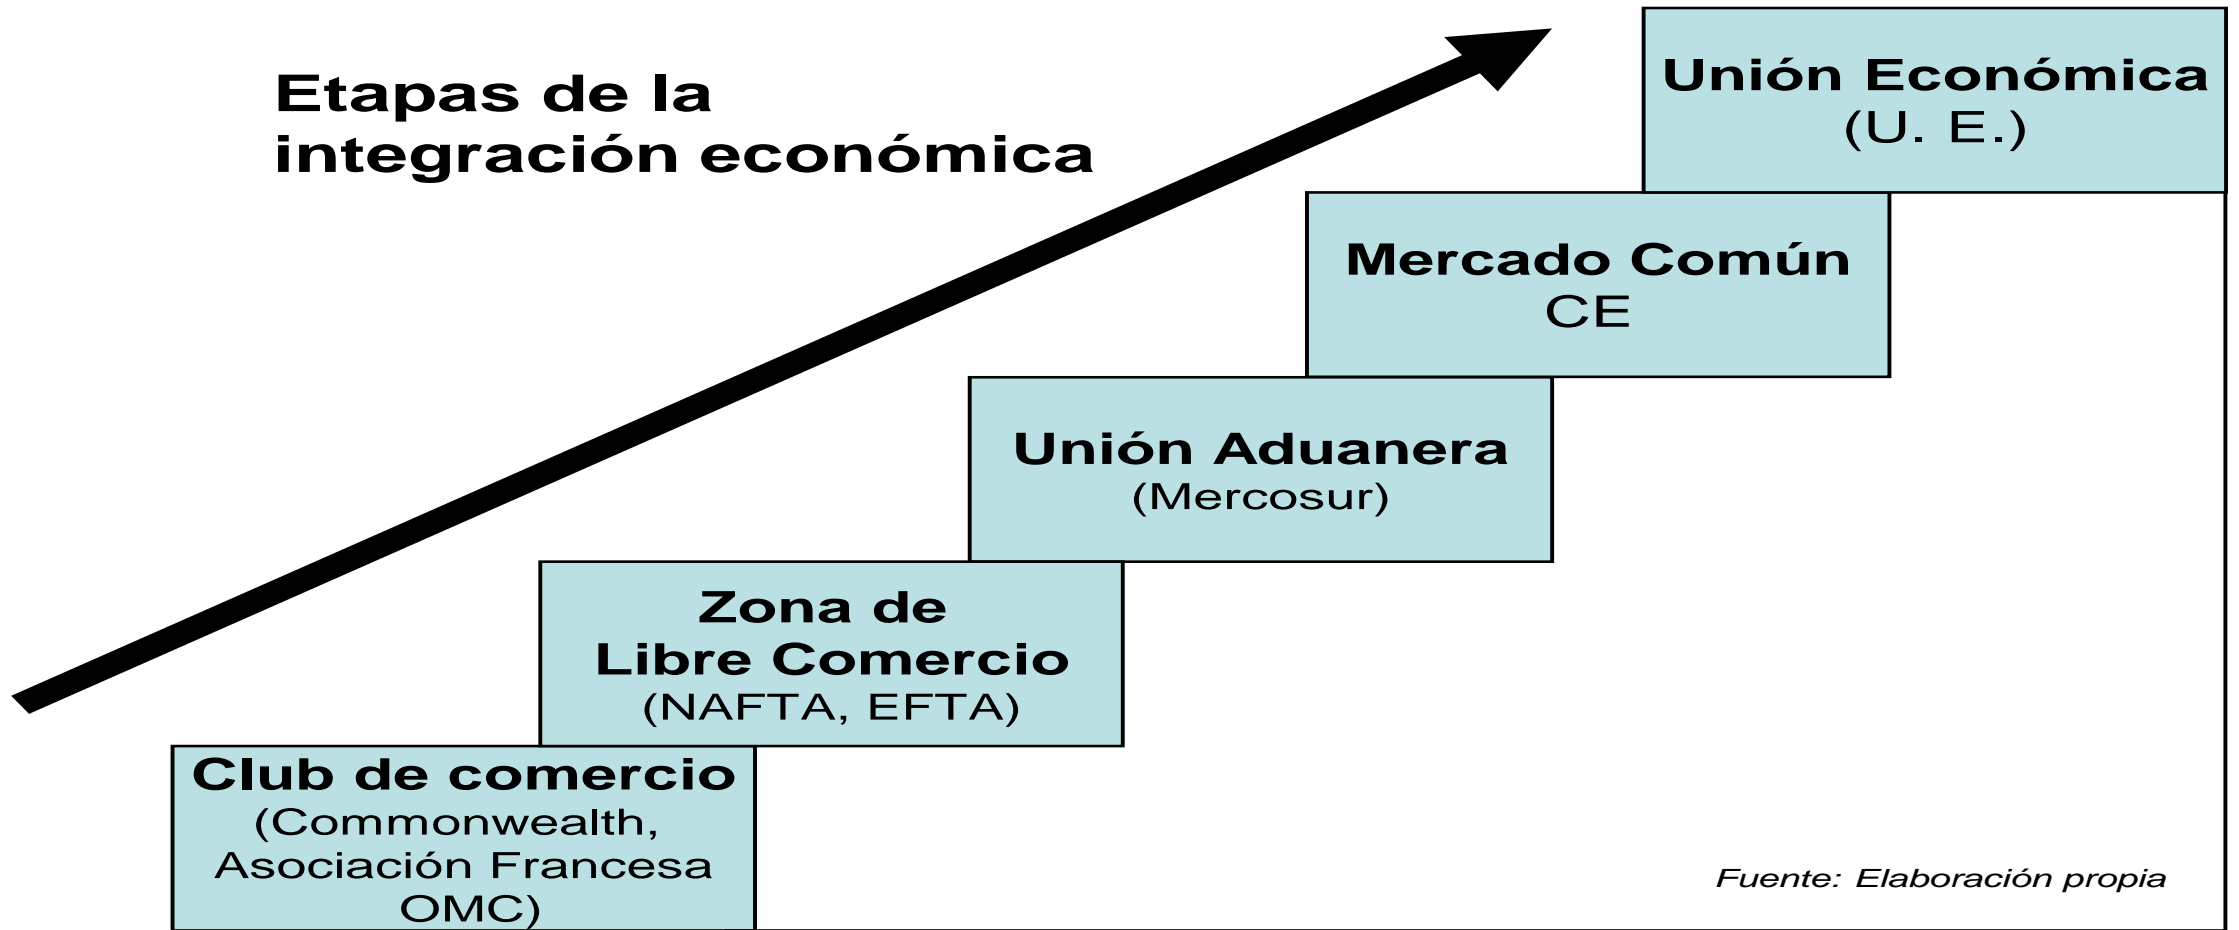 Etapas de la
integración económica
Unión Económica
(U. E.)
Mercado Común
CE
Unión Aduanera
(Mercosur)
Zona de
Libre Comercio
(NAFTA, EFTA)
Club de comercio
(Commonwealth,
Asociación Francesa
OMC)
Fuente: Elaboración propia